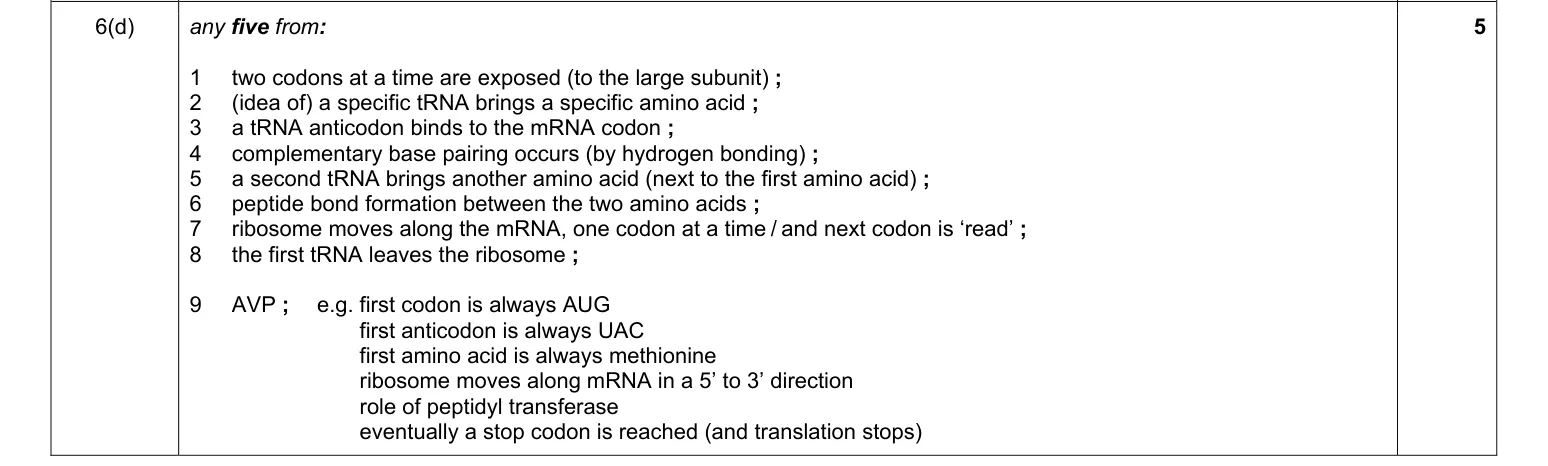 6(d) any five from: 5
1 two codons at a time are exposed (to the large subunit) ;
2 (idea of) a specific tRNA brings a specific amino acid ;
3 a tRNA anticodon binds to the mRNA codon ;
4 complementary base pairing occurs (by hydrogen bonding) ;
5 a second tRNA brings another amino acid (next to the first amino acid) ;
6 peptide bond formation between the two amino acids ;
7 ribosome moves along the mRNA, one codon at a time / and next codon is ‘read’ ;
8 the first tRNA leaves the ribosome ;
9 AVP ; e.g. first codon is always AUG
first anticodon is always UAC
first amino acid is always methionine
ribosome moves along mRNA in a 5’ to 3’ direction
role of peptidyl transferase
eventually a stop codon is reached (and translation stops)